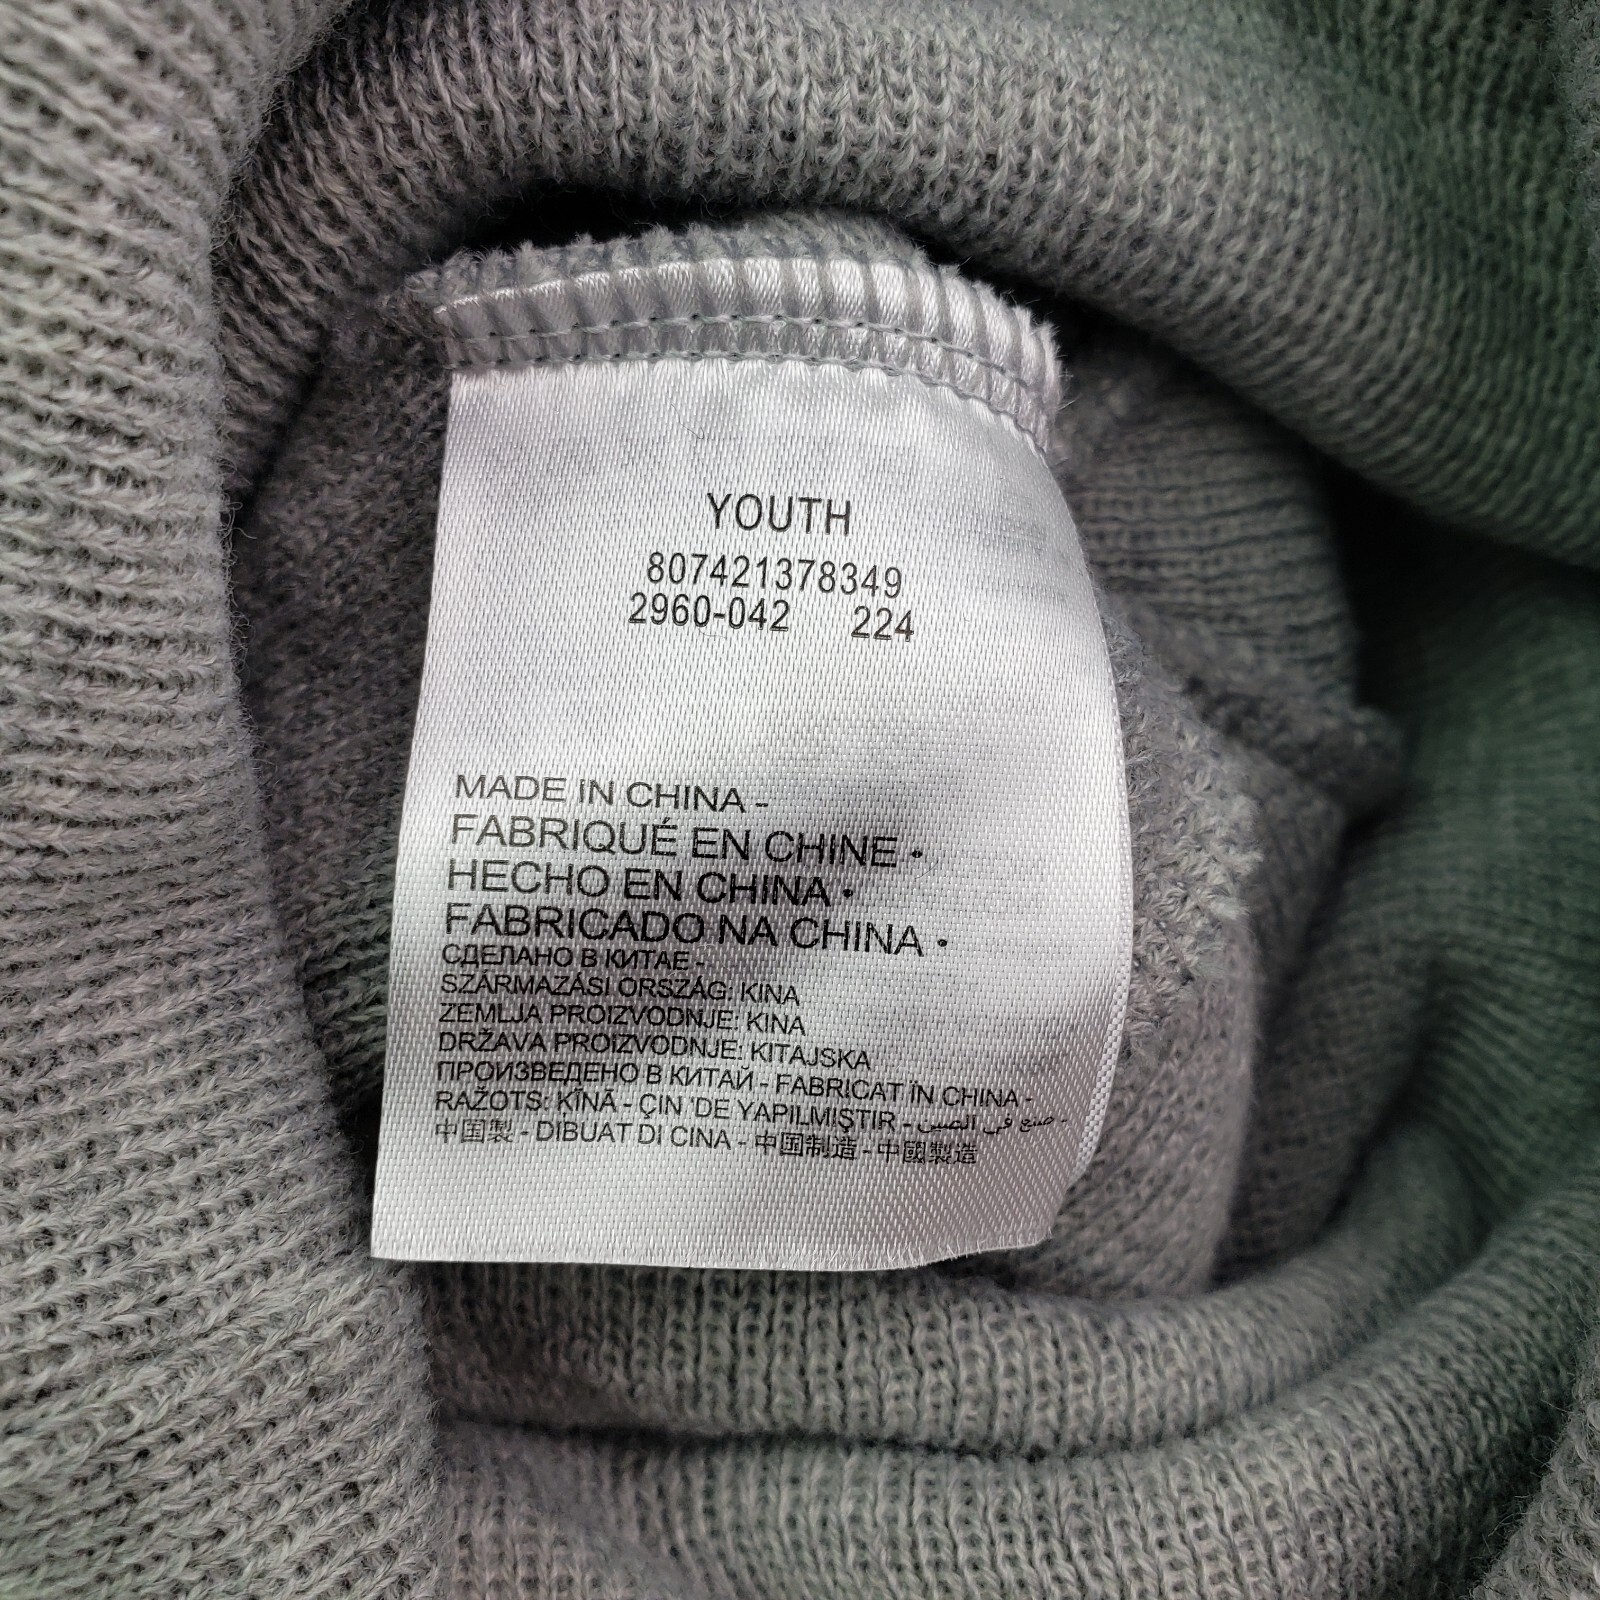 YOUTH
807421378349
2960-042 224
MADE IN CHINA -
FABRIQUÉ EN CHINE •
HECHO EN CHINA •
FABRICADO NA CHINA •
СДЕЛАНО В КИТАЕ -
SZÁRMAZÁSI ORSZÁG: KINA
ZEMLJA PROIZVODNJE: KINA
DRŽAVA PROIZVODNJE: KITAJSKA
ПРОИЗВЕДЕНО В КИТАЙ - FABRICAT ÎN CHINA -
RAŽOTS: ĶĪNĀ - ÇIN 'DE YAPILMIŞTIR - صنع في الصين -
中国製 - DIBUAT DI CINA - 中国制造 - 中國製造